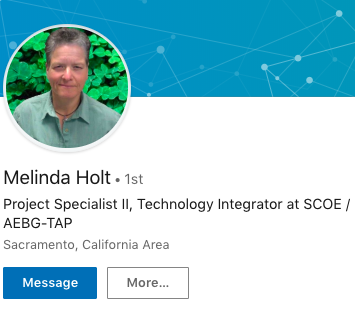 Melinda Holt • 1st
Project Specialist II, Technology Integrator at SCOE /
AEBG-TAP
Sacramento, California Area
Message More...